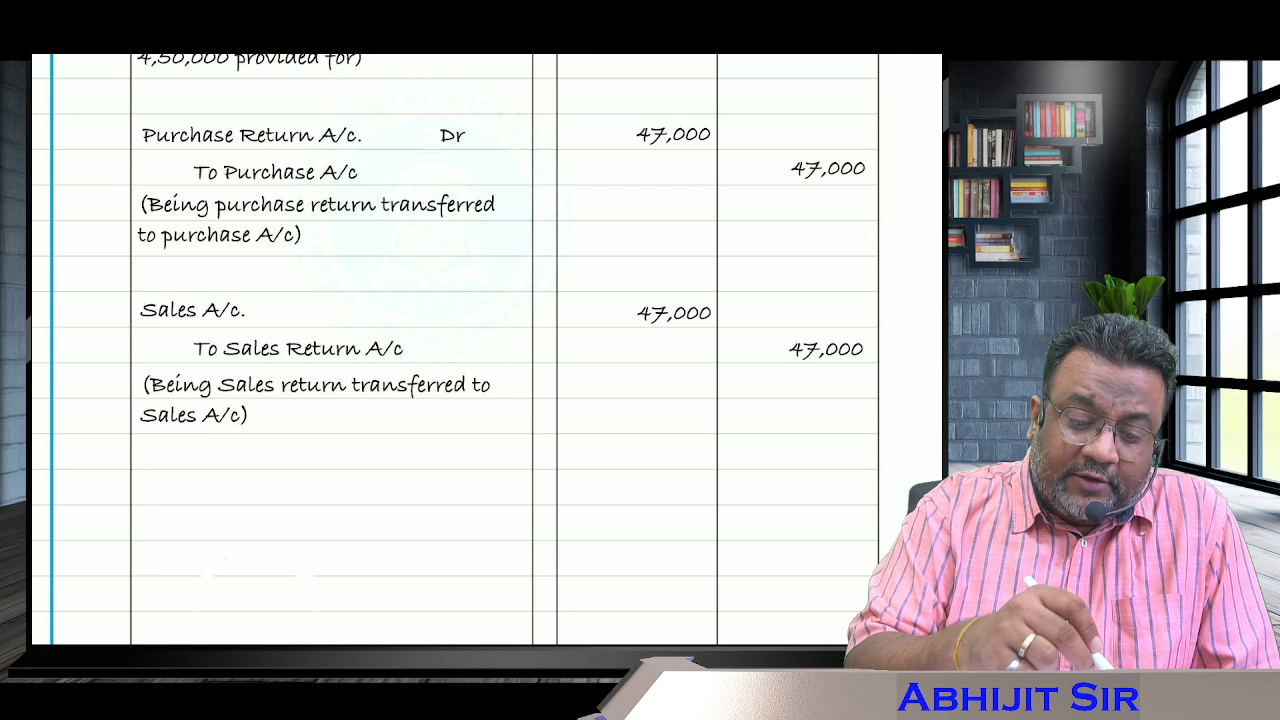 4,50,000 provided for)
Purchase Return A/c. Dr 47,000
To Purchase A/c 47,000
(Being purchase return transferred
to purchase A/c)
Sales A/c. 47,000
To Sales Return A/c 47,000
(Being Sales return transferred to
Sales A/c)
ABHIJIT SIR